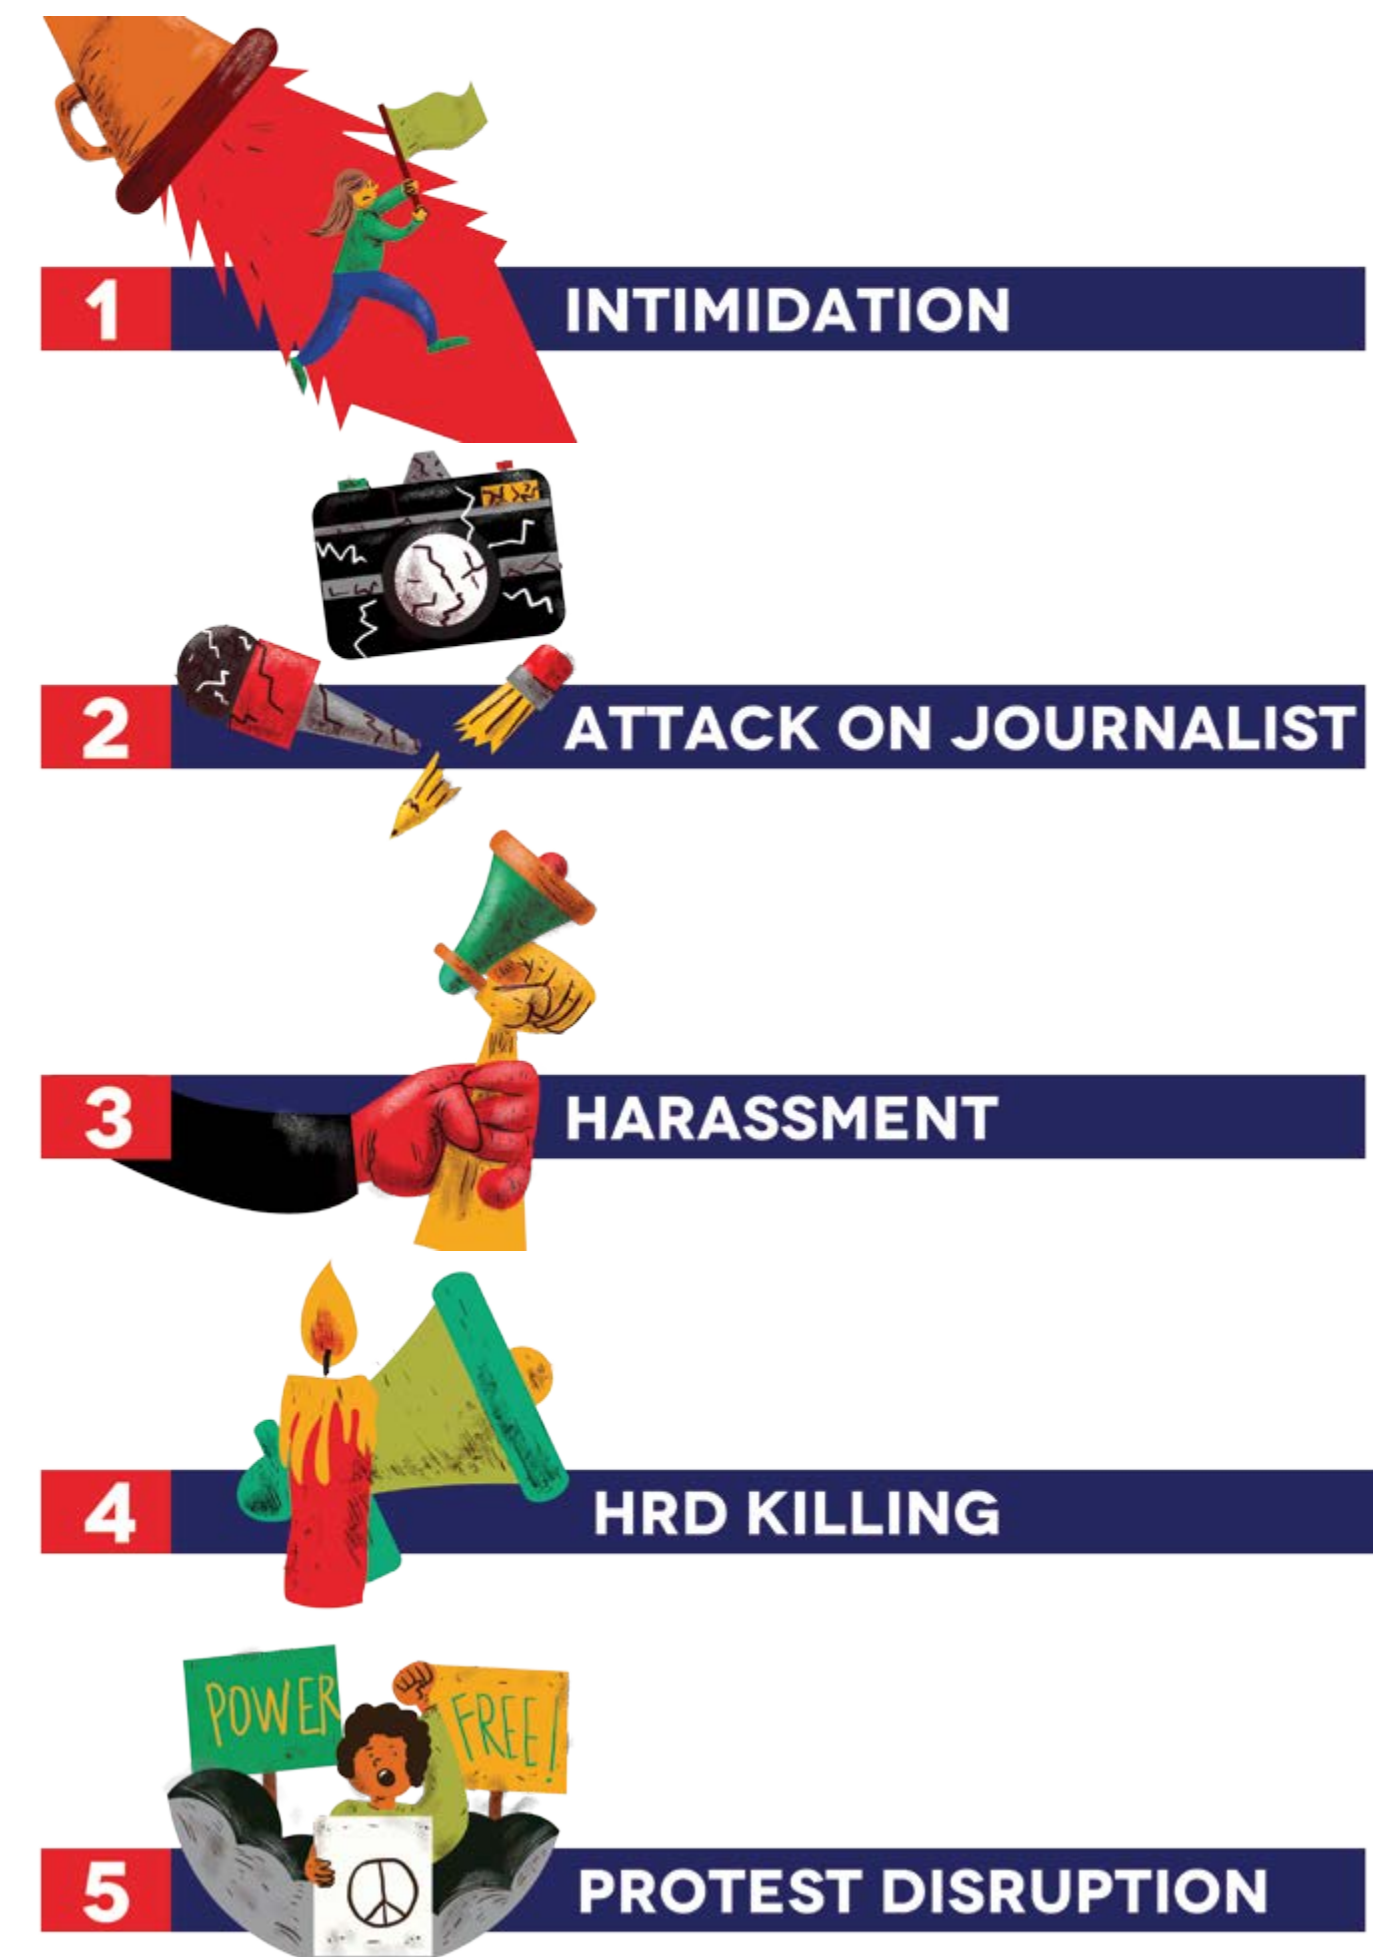 1 INTIMIDATION
2 ATTACK ON JOURNALIST
3 HARASSMENT
4 HRD KILLING
POWER FREE!
5 PROTEST DISRUPTION